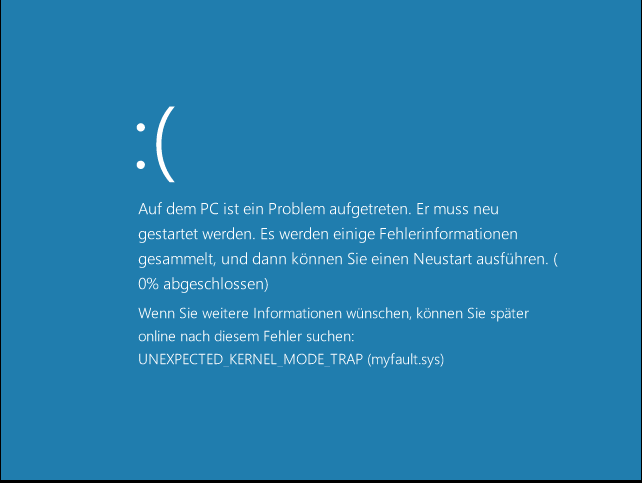 :(
Auf dem PC ist ein Problem aufgetreten. Er muss neu
gestartet werden. Es werden einige Fehlerinformationen
gesammelt, und dann können Sie einen Neustart ausführen. (
0% abgeschlossen)
Wenn Sie weitere Informationen wünschen, können Sie später
online nach diesem Fehler suchen:
UNEXPECTED_KERNEL_MODE_TRAP (myfault.sys)